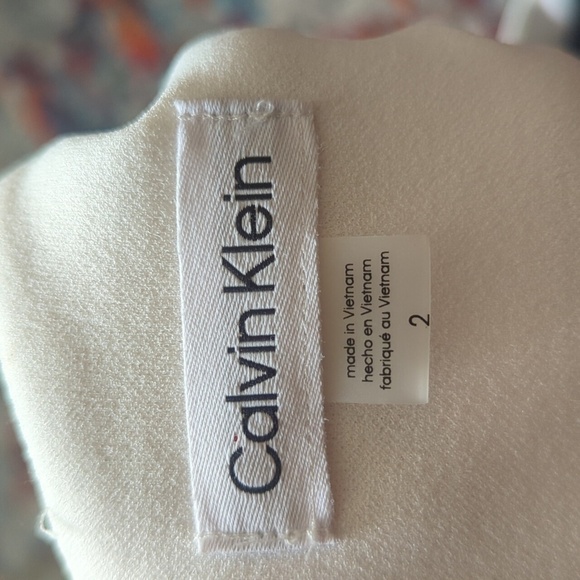 Calvin Klein
made in Vietnam
hecho en Vietnam
fabriqué au Vietnam
2